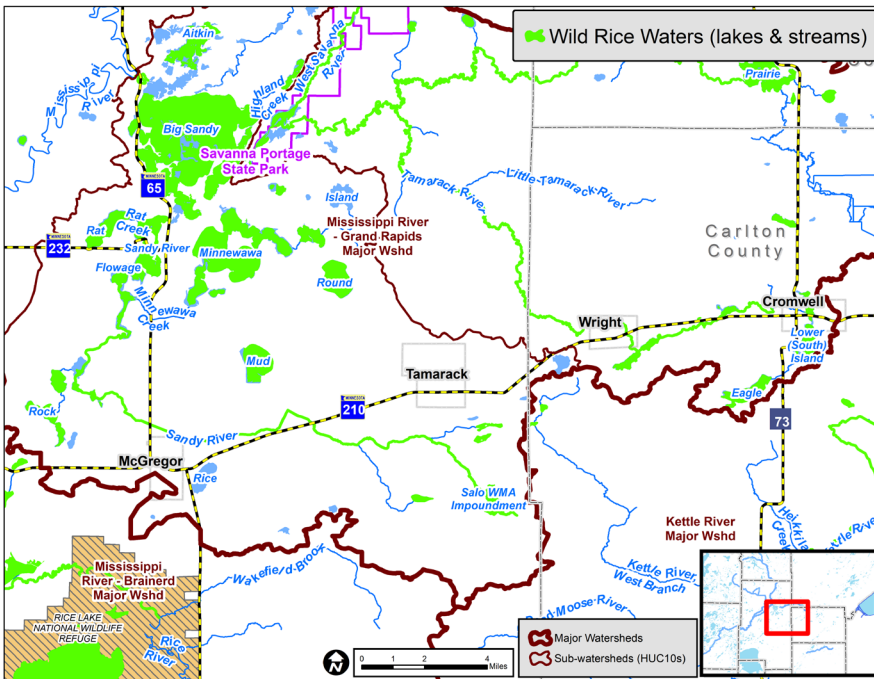 Wild Rice Waters (lakes & streams)
Aitkin
Mississippi
River
Highland
Creek
West Savanna
River
Prairie
Big Sandy
Savanna Portage
State Park
MINNESOTA
65
Tamarack River
Little Tamarack River
Island
Mississippi River
- Grand Rapids
Major Wshd
Carlton
County
Rat
Creek
Rat
MINNESOTA
232
Sandy River
Minnewawa
Flowage
Round
Minnewawa
Creek
Cromwell
Wright
Lower
(South)
Island
Mud
Tamarack
Eagle
MINNESOTA
210
Rock
73
Sandy River
McGregor
Rice
Salo WMA
Impoundment
Kettle River
Major Wshd
Heikkila
Creek
Kettle River,
West Branch
Mississippi
River - Brainerd
Major Wshd
Wakefield Brook
RICE LAKE
NATIONAL WILDLIFE
REFUGE
Rice
River
Moose River
N
0 1 2 4
Miles
Major Watersheds
Sub-watersheds (HUC10s)